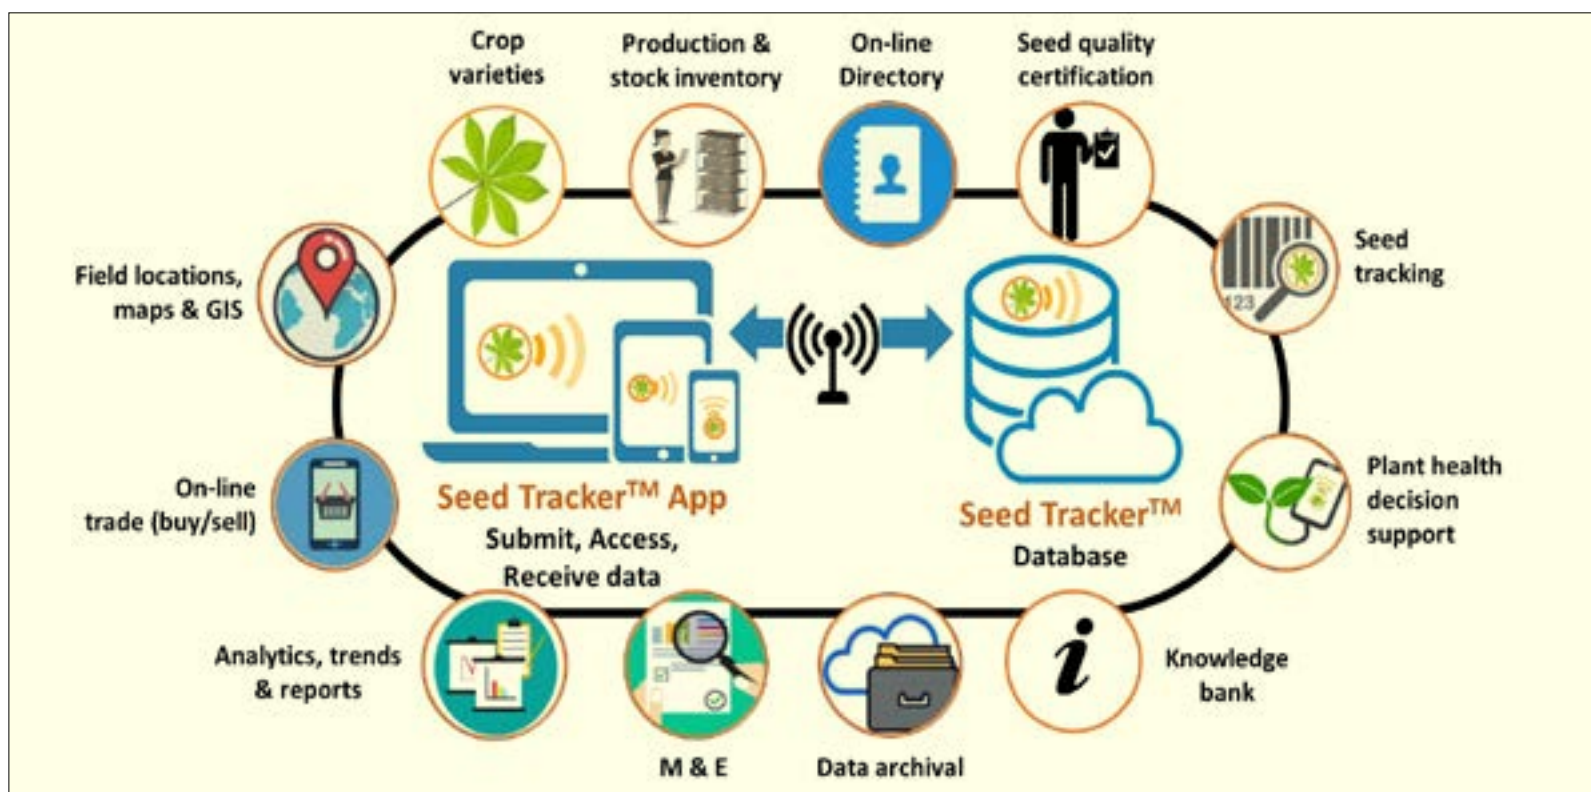 Crop
varieties
Production &
stock inventory
On-line
Directory
Seed quality
certification
Field locations,
maps & GIS
Seed
tracking
123
On-line
trade (buy/sell)
Seed Tracker™ App
Submit, Access,
Receive data
Seed Tracker™
Database
Plant health
decision
support
Analytics, trends
& reports
M & E
Data archival
i
Knowledge
bank